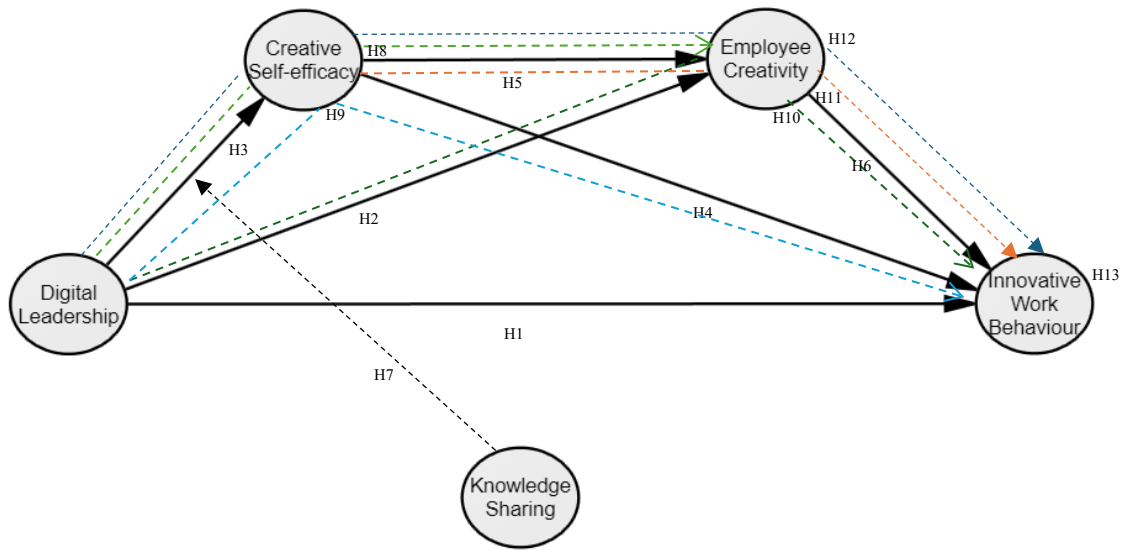 Creative
Self-efficacy
Employee
Creativity
H12
H8
H5
H11
H10
H9
H3
H6
H2
H4
H13
Digital
Leadership
Innovative
Work
Behaviour
H1
H7
Knowledge
Sharing